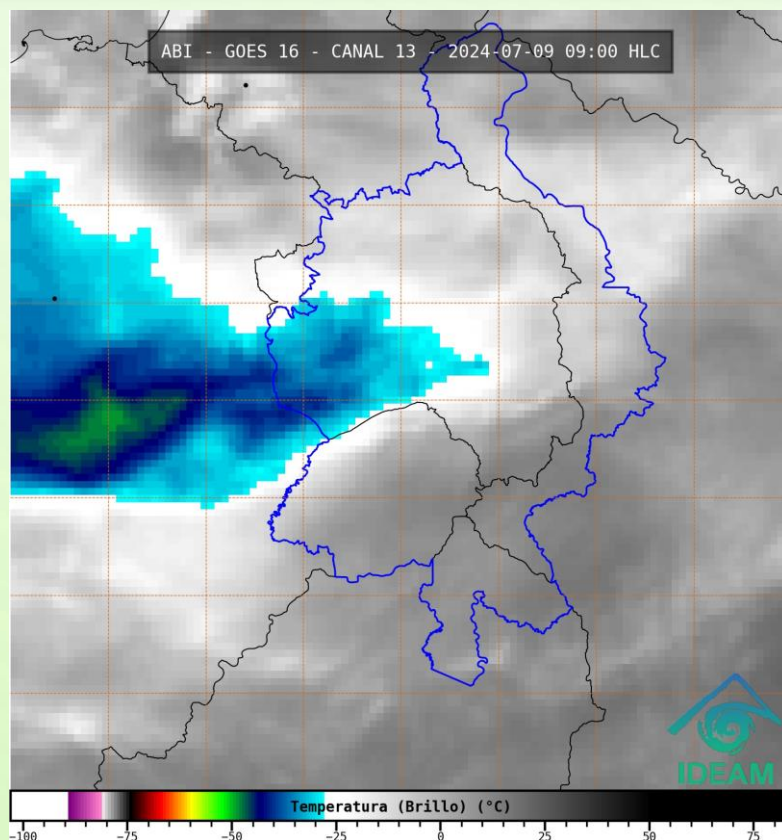 ABI - GOES 16 - CANAL 13 - 2024-07-09 09:00 HLC
IDEAM
Temperatura (Brillo) (°C)
−100 −75 −50 −25 0 25 50 75